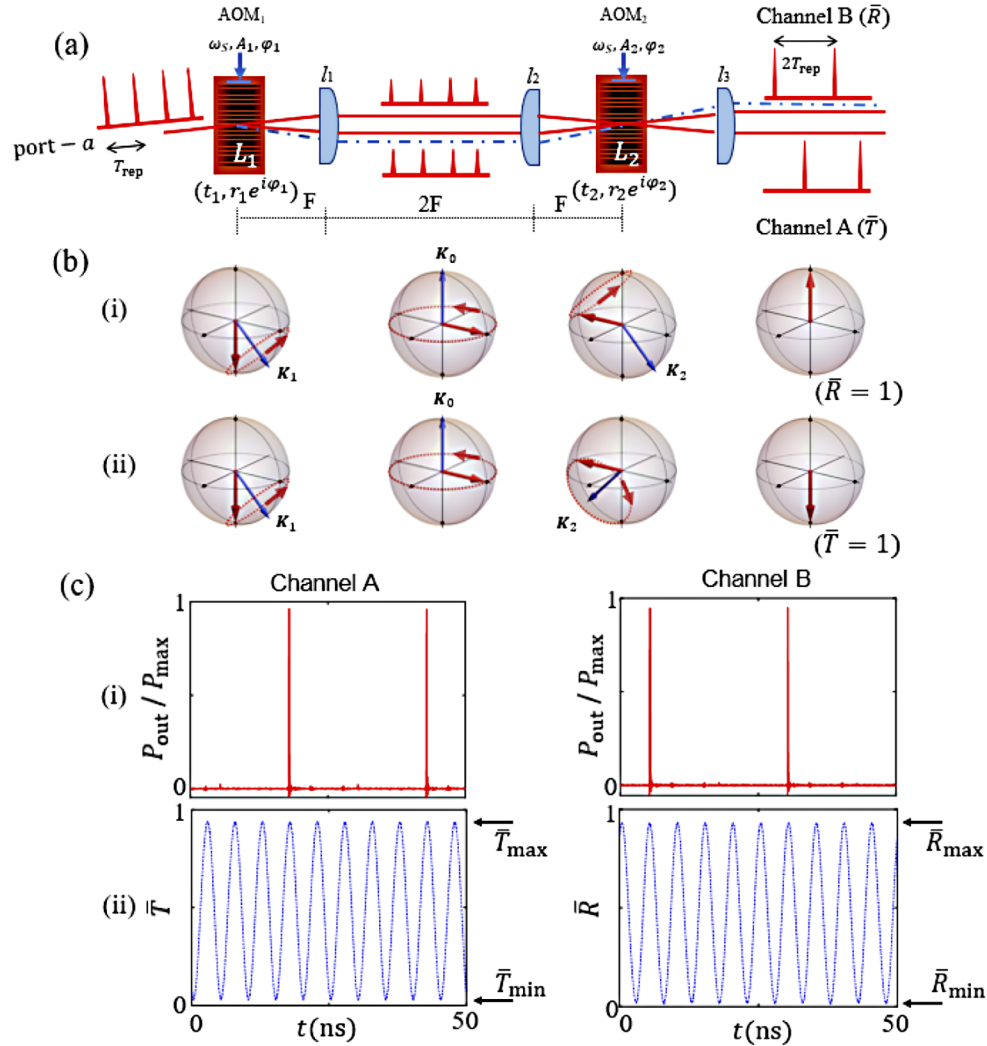 (a)
AOM₁
ωS, A₁, φ₁
AOM₂
ωS, A₂, φ₂
Channel B (R̄)
2Trep
l₁
l₂
l₃
port − a
Trep
L₁
L₂
(t₁, r₁e^{iφ₁})
(t₂, r₂e^{iφ₂})
F
2F
F
Channel A (T̄)
(b)
(i)
K₁
K₀
K₂
(R̄ = 1)
(ii)
K₁
K₀
K₂
(T̄ = 1)
(c)
Channel A
Channel B
(i)
Pout / Pmax
1
0
Pout / Pmax
1
0
(ii)
T̄
1
0
T̄max
T̄min
R̄
1
0
R̄max
R̄min
0
t(ns)
50
0
t(ns)
50